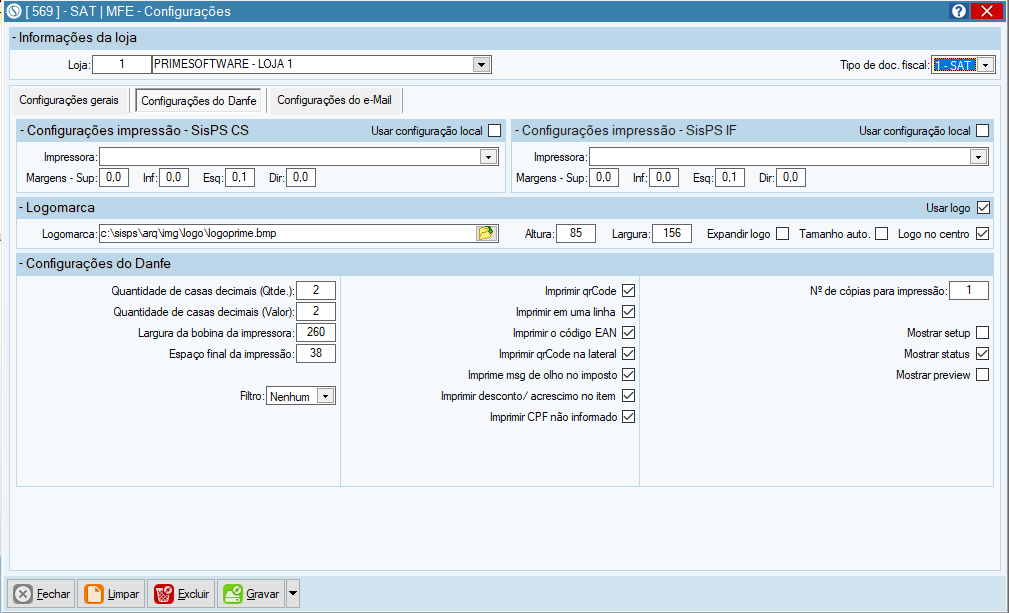 [ 569 ] - SAT | MFE - Configurações
- Informações da loja
Loja: 1 PRIMESOFTWARE - LOJA 1 Tipo de doc. fiscal: 1 - SAT
Configurações gerais Configurações do Danfe Configurações do e-Mail
- Configurações impressão - SisPS CS Usar configuração local - Configurações impressão - SisPS IF Usar configuração local
Impressora: Impressora:
Margens - Sup: 0,0 Inf: 0,0 Esq: 0,1 Dir: 0,0 Margens - Sup: 0,0 Inf: 0,0 Esq: 0,1 Dir: 0,0
- Logomarca Usar logo
Logomarca: c:\sisps\arq\img\logo\logoprime.bmp Altura: 85 Largura: 156 Expandir logo Tamanho auto. Logo no centro
- Configurações do Danfe
Quantidade de casas decimais (Qtde.): 2 Imprimir qrCode Nº de cópias para impressão: 1
Quantidade de casas decimais (Valor): 2 Imprimir em uma linha
Largura da bobina da impressora: 260 Imprimir o código EAN Mostrar setup
Espaço final da impressão: 38 Imprimir qrCode na lateral Mostrar status
Imprime msg de olho no imposto Mostrar preview
Filtro: Nenhum Imprimir desconto/ acrescimo no item
Imprimir CPF não informado
Fechar Limpar Excluir Gravar